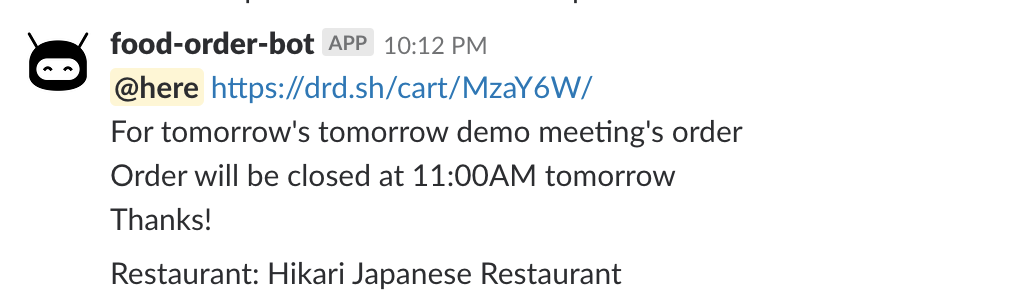 food-order-bot APP 10:12 PM
@here https://drd.sh/cart/MzaY6W/
For tomorrow's tomorrow demo meeting's order
Order will be closed at 11:00AM tomorrow
Thanks!
Restaurant: Hikari Japanese Restaurant